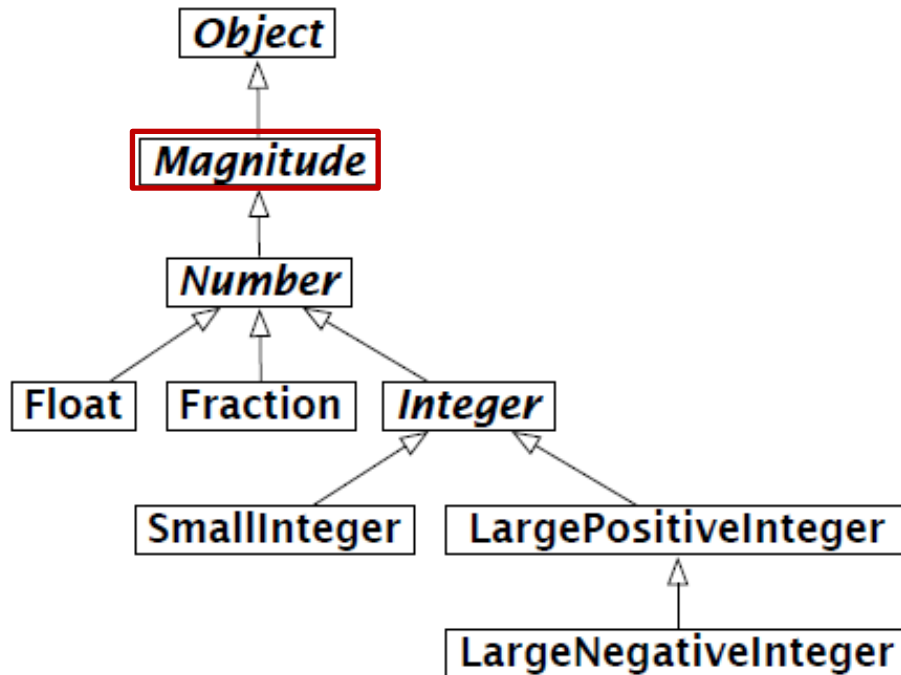 Object
Magnitude
Number
Float
Fraction
Integer
SmallInteger
LargePositiveInteger
LargeNegativeInteger